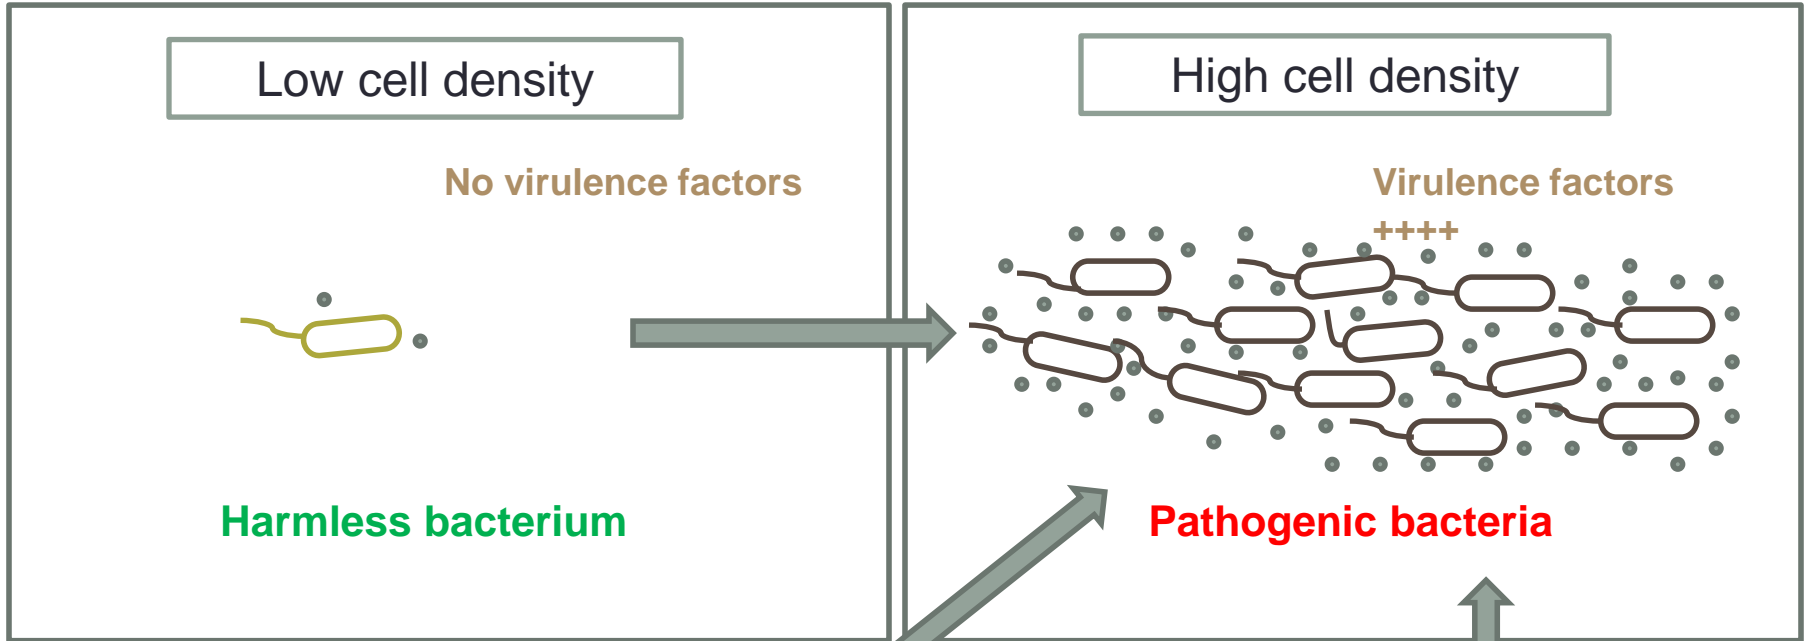 Low cell density
No virulence factors
Harmless bacterium
High cell density
Virulence factors
++++
Pathogenic bacteria